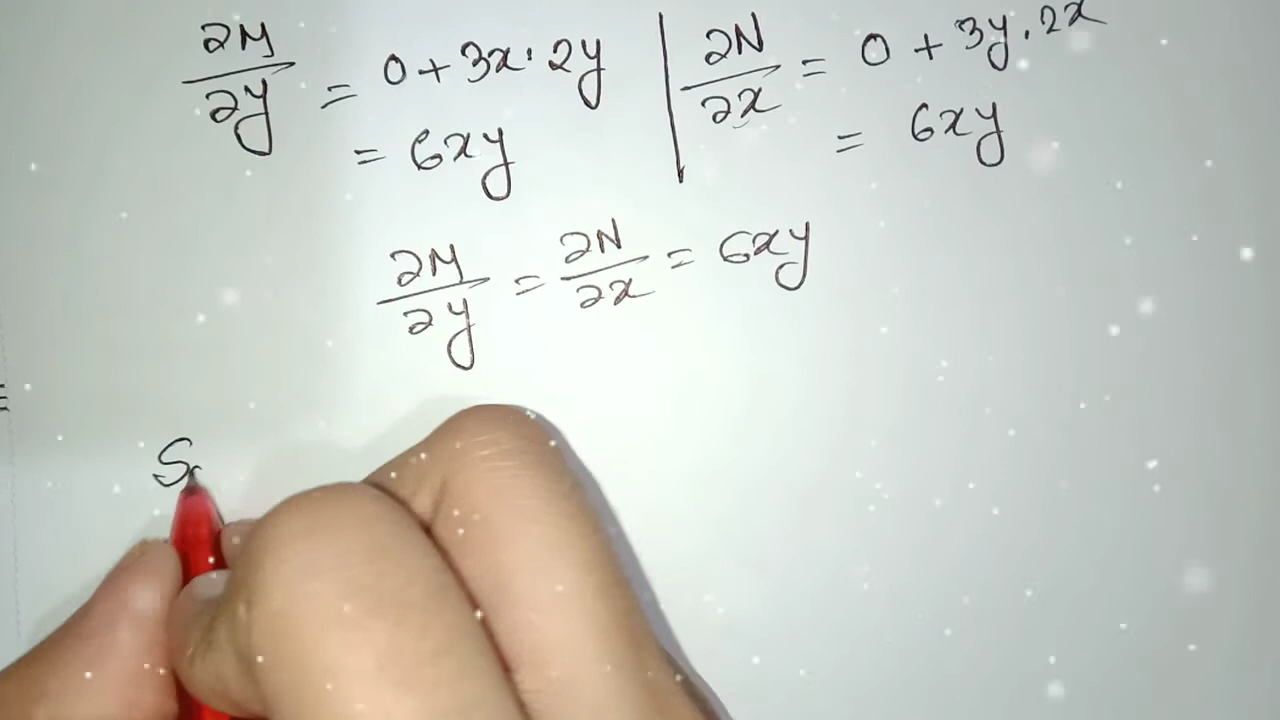 ∂M/∂y = 0 + 3x · 2y | ∂N/∂x = 0 + 3y · 2x
= 6xy | = 6xy
∂M/∂y = ∂N/∂x = 6xy